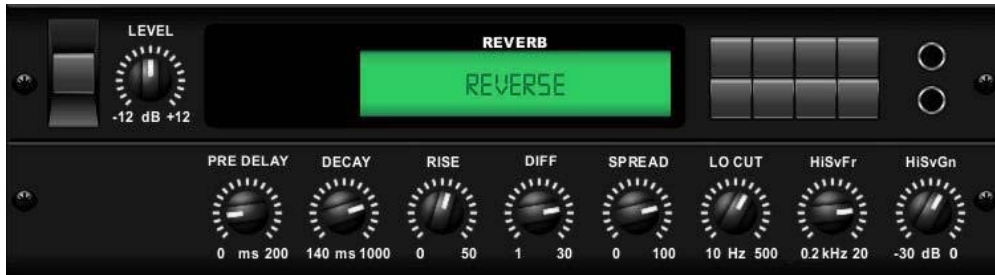 LEVEL
-12 dB +12
REVERB
REVERSE
PRE DELAY
0 ms 200
DECAY
140 ms 1000
RISE
0 50
DIFF
1 30
SPREAD
0 100
LO CUT
10 Hz 500
HiSvFr
0.2 kHz 20
HiSvGn
-30 dB 0